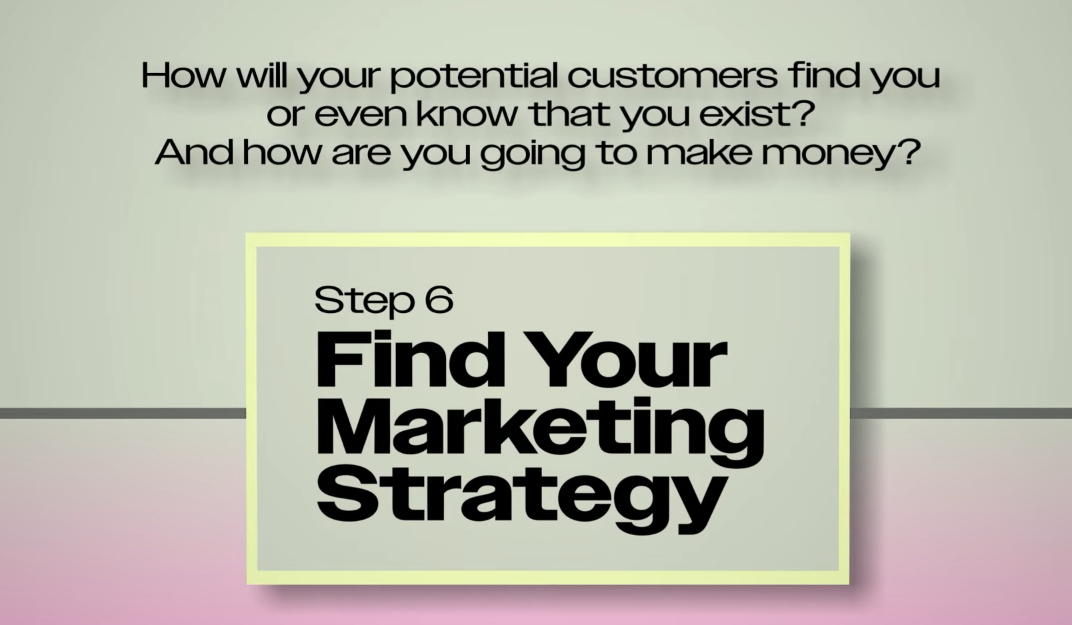 How will your potential customers find you
or even know that you exist?
And how are you going to make money?
Step 6
Find Your
Marketing
Strategy